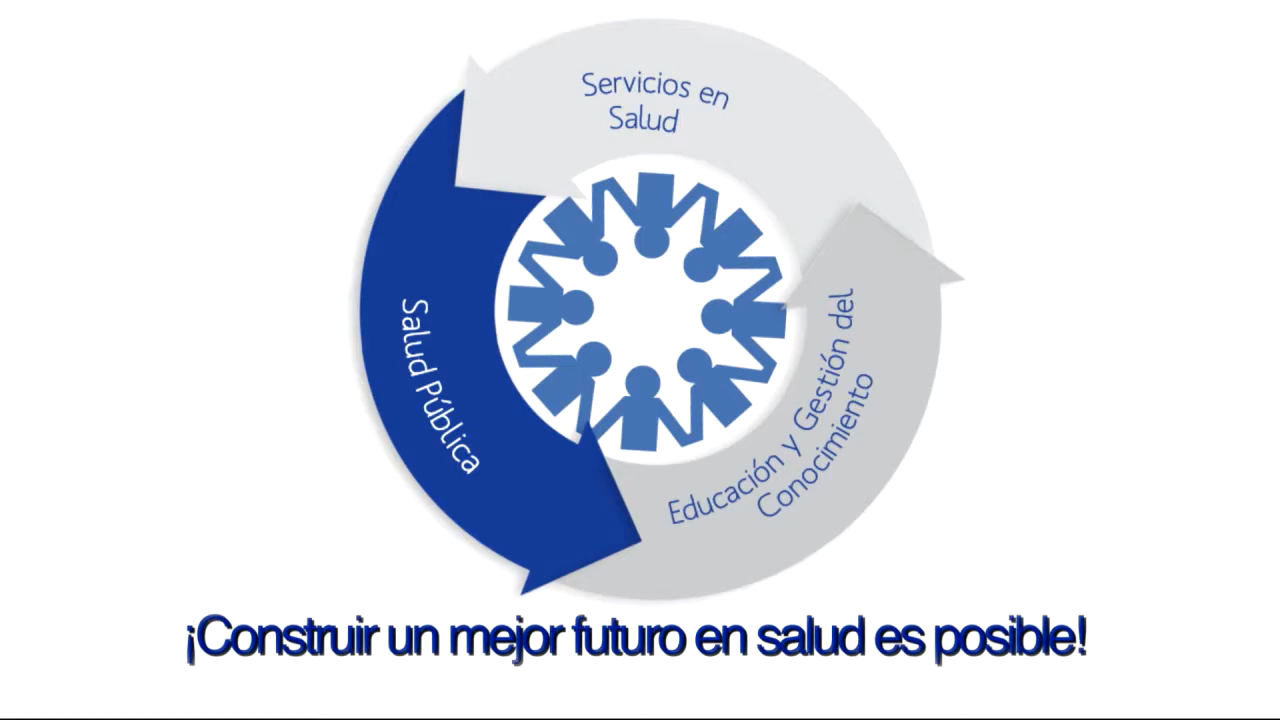 Servicios en
Salud
Salud Pública
Educación y Gestión del
Conocimiento
¡Construir un mejor futuro en salud es posible!